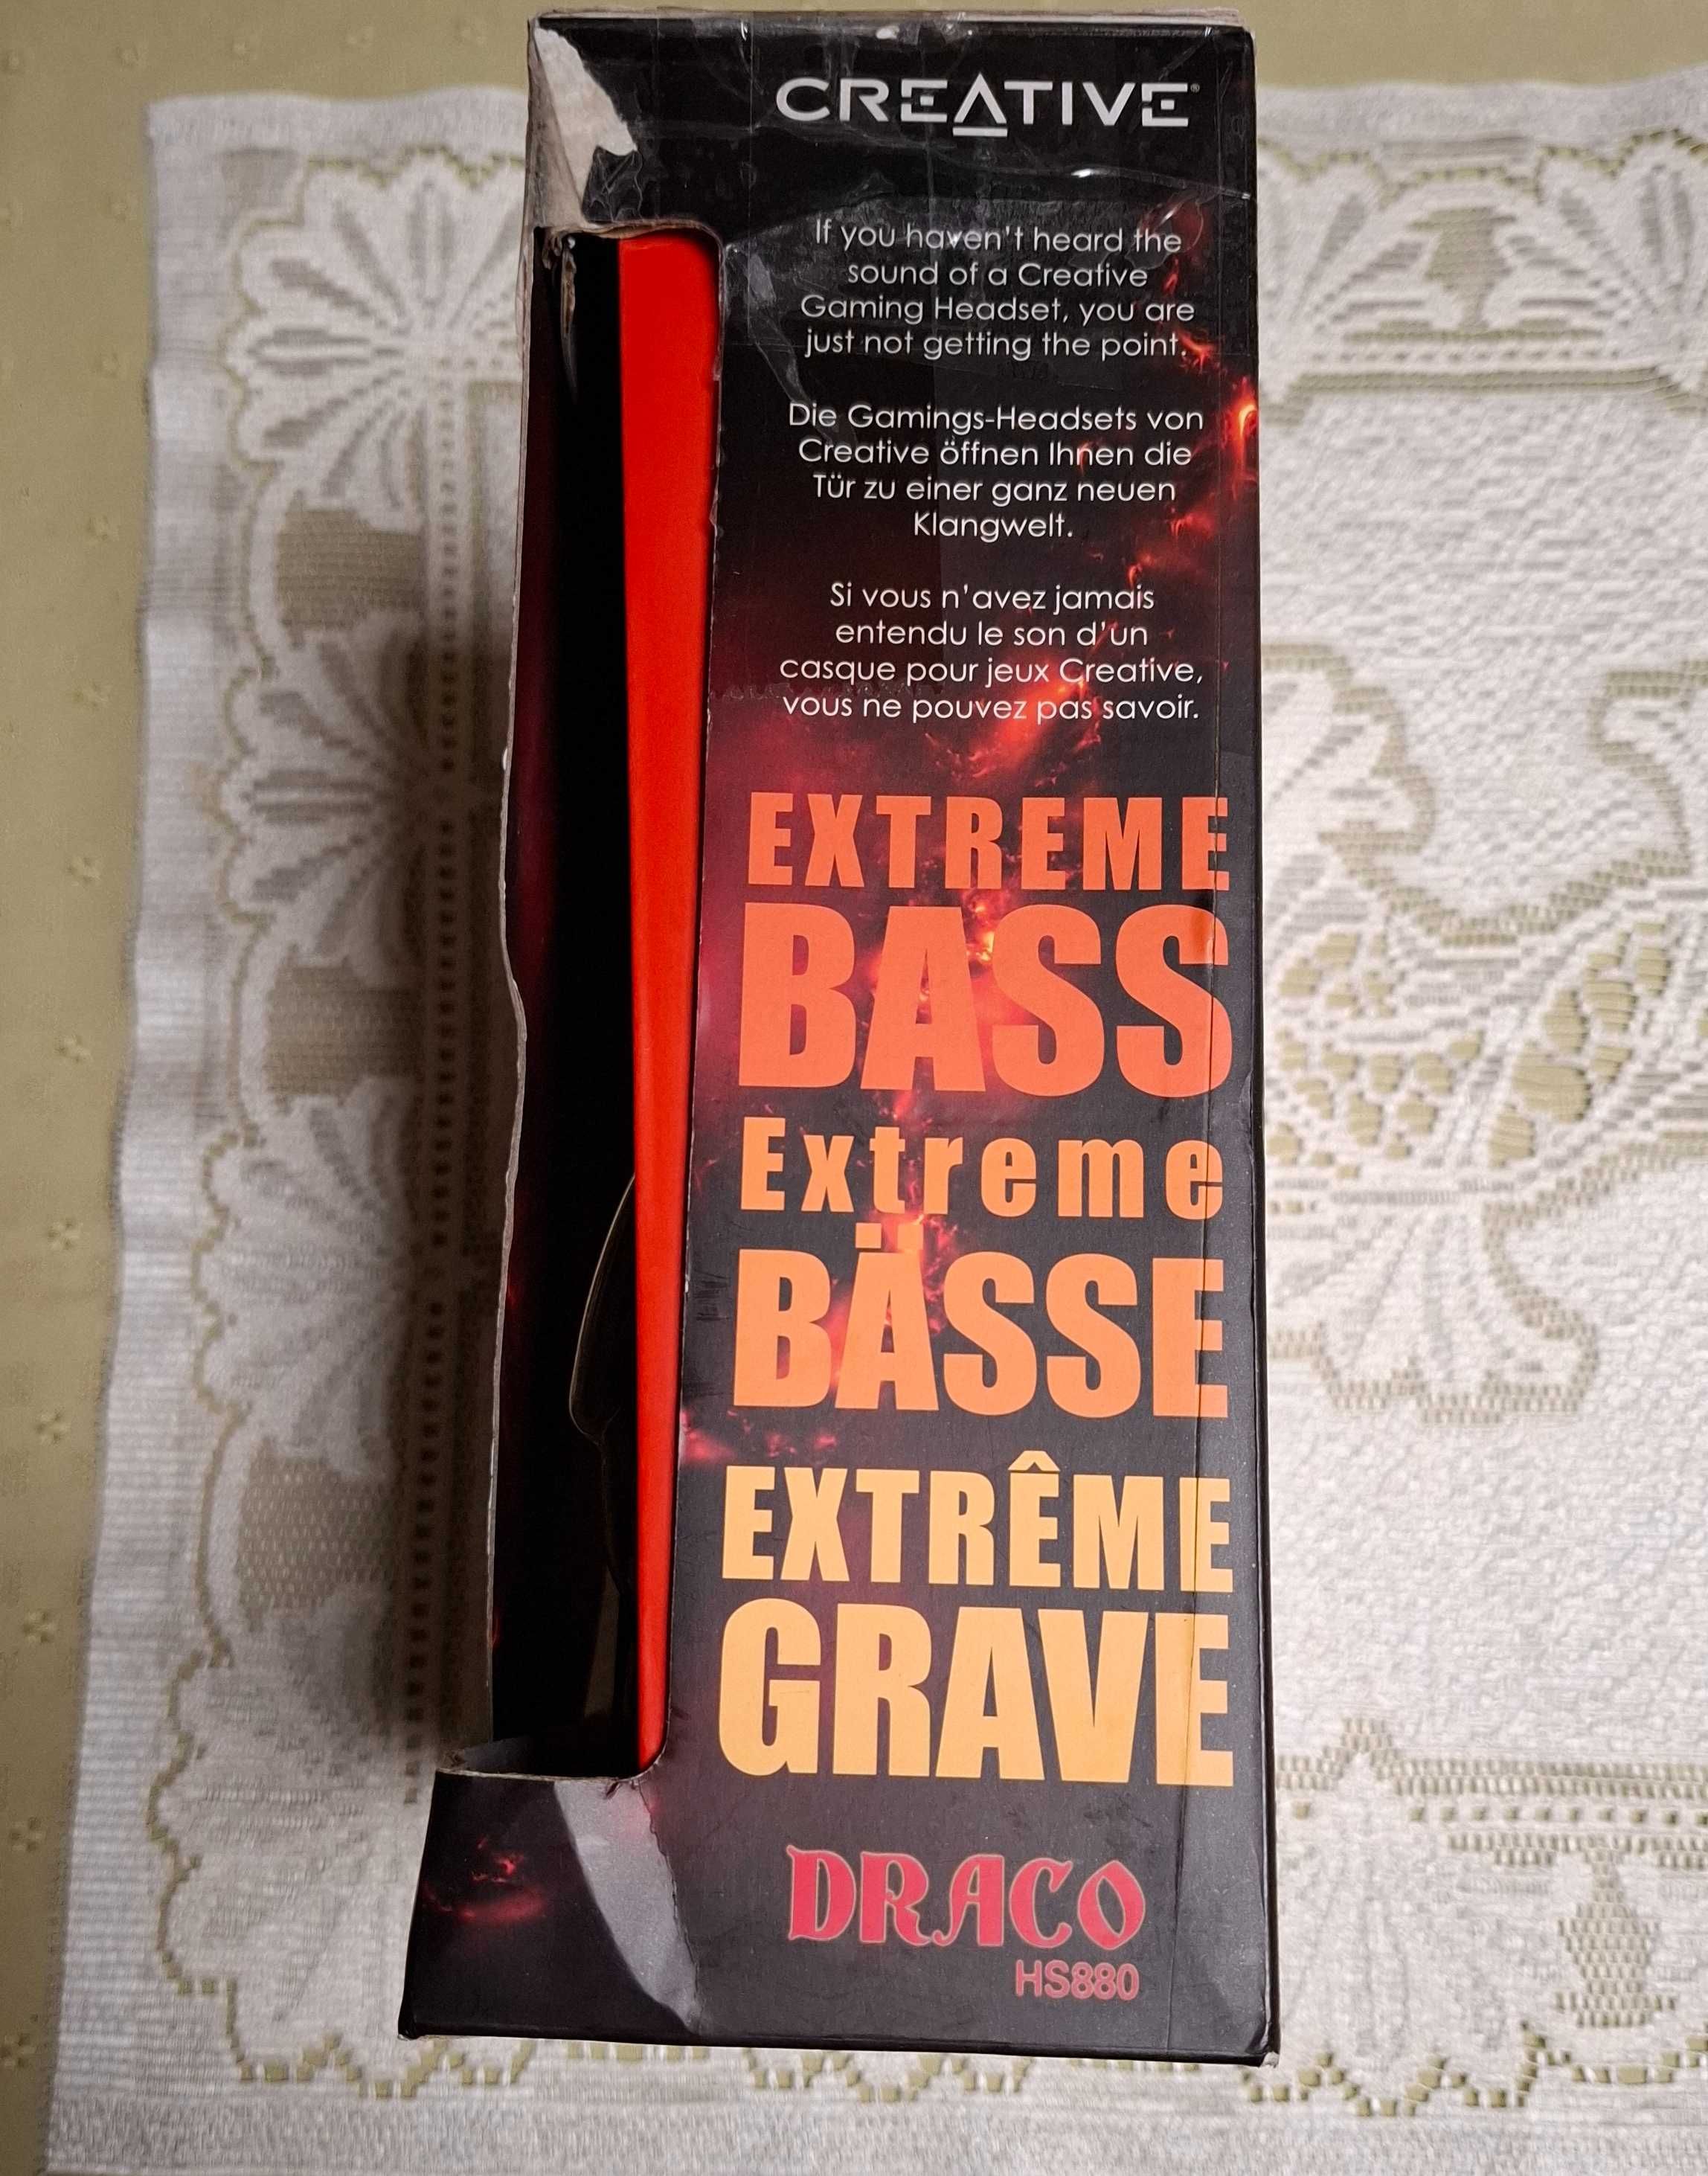 CREATIVE®
If you haven't heard the
sound of a Creative
Gaming Headset, you are
just not getting the point.
Die Gamings-Headsets von
Creative öffnen Ihnen die
Tür zu einer ganz neuen
Klangwelt.
Si vous n'avez jamais
entendu le son d'un
casque pour jeux Creative,
vous ne pouvez pas savoir.
EXTREME
BASS
Extreme
BÄSSE
EXTRÊME
GRAVE
DRACO
HS880